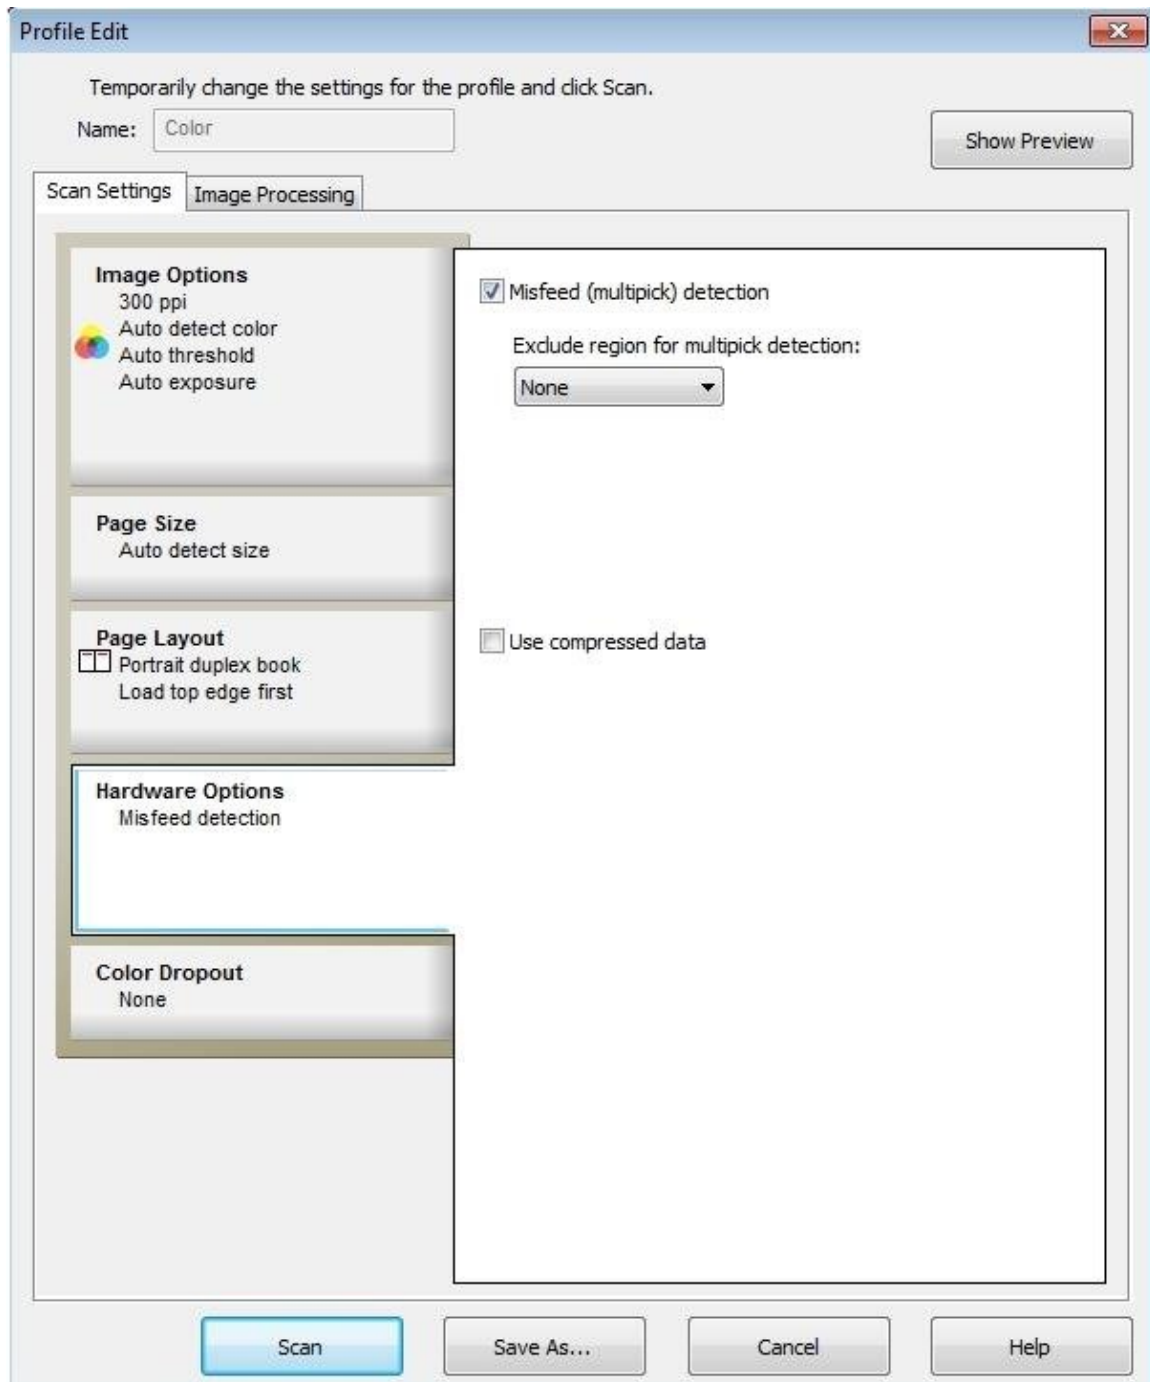 Profile Edit
Temporarily change the settings for the profile and click Scan.
Name: Color
Show Preview
Scan Settings
Image Processing
Image Options
300 ppi
Auto detect color
Auto threshold
Auto exposure
Page Size
Auto detect size
Page Layout
Portrait duplex book
Load top edge first
Hardware Options
Misfeed detection
Color Dropout
None
Misfeed (multipick) detection
Exclude region for multipick detection:
None
Use compressed data
Scan
Save As...
Cancel
Help